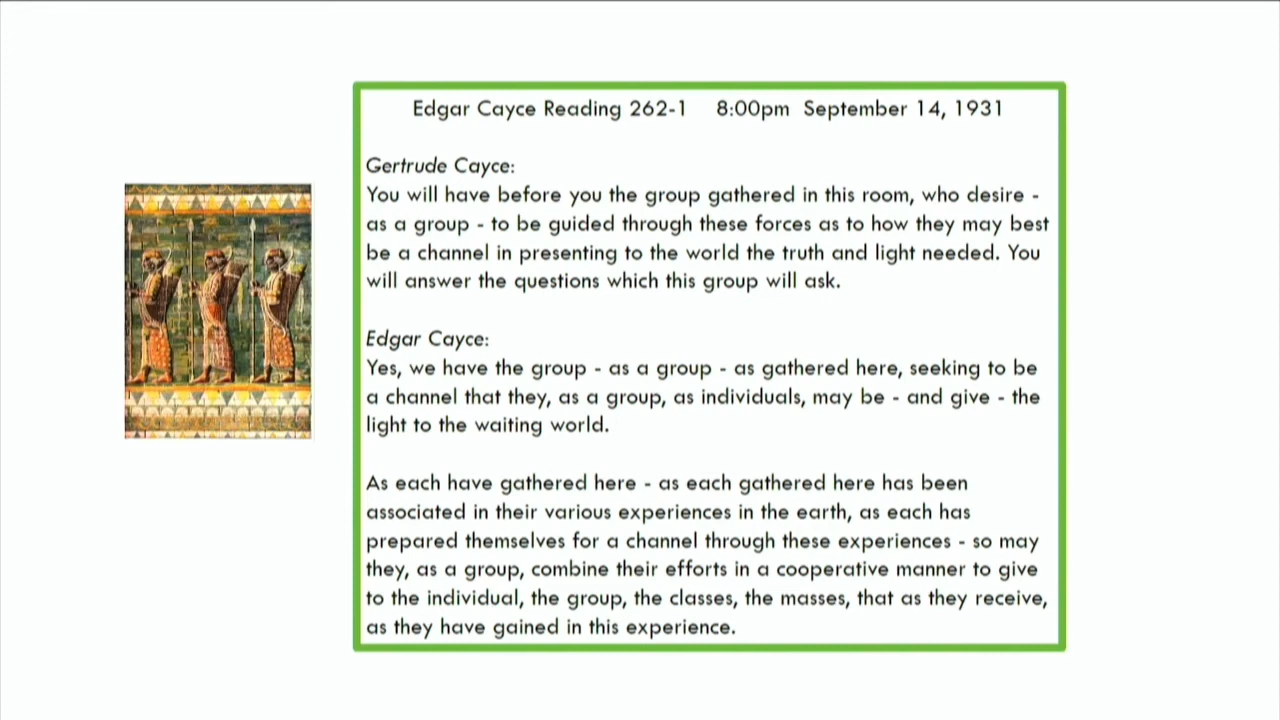 Edgar Cayce Reading 262-1 8:00pm September 14, 1931
Gertrude Cayce:
You will have before you the group gathered in this room, who desire -
as a group - to be guided through these forces as to how they may best
be a channel in presenting to the world the truth and light needed. You
will answer the questions which this group will ask.
Edgar Cayce:
Yes, we have the group - as a group - as gathered here, seeking to be
a channel that they, as a group, as individuals, may be - and give - the
light to the waiting world.
As each have gathered here - as each gathered here has been
associated in their various experiences in the earth, as each has
prepared themselves for a channel through these experiences - so may
they, as a group, combine their efforts in a cooperative manner to give
to the individual, the group, the classes, the masses, that as they receive,
as they have gained in this experience.